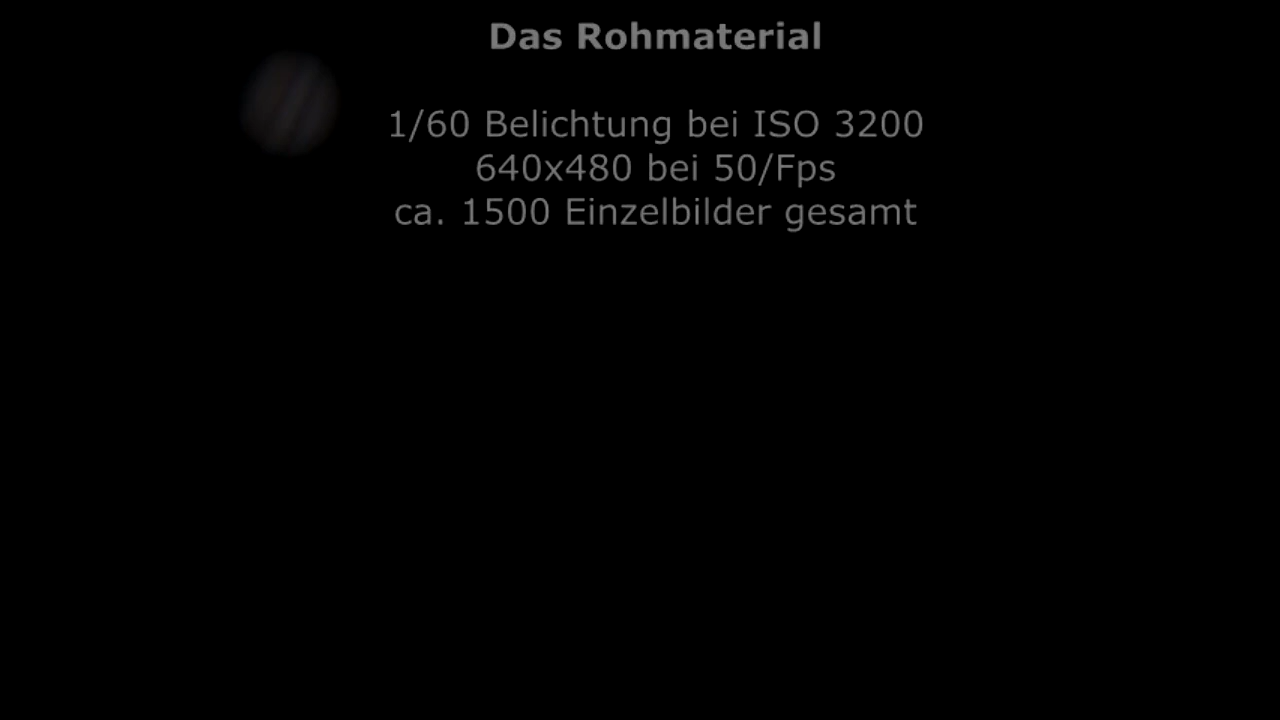 Das Rohmaterial
1/60 Belichtung bei ISO 3200
640x480 bei 50/Fps
ca. 1500 Einzelbilder gesamt